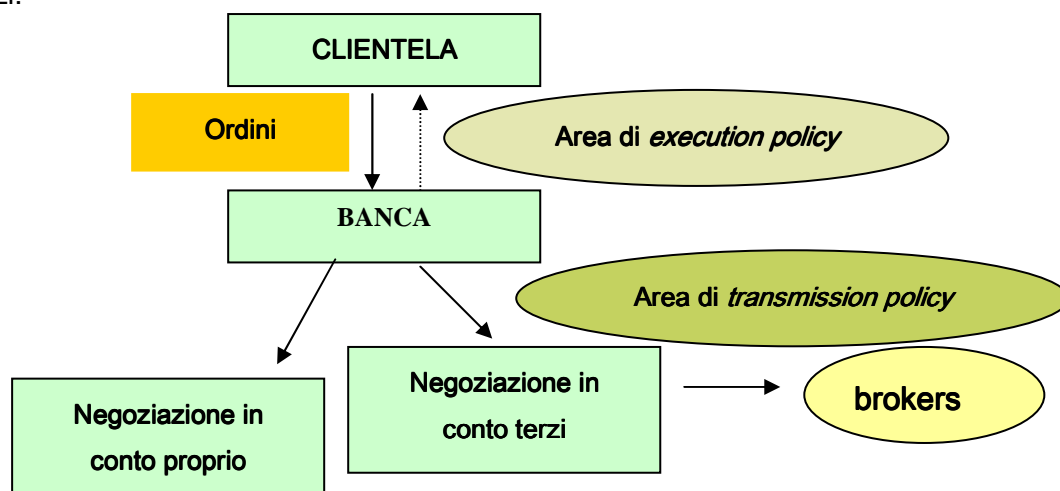 CLIENTELA
Ordini
Area di execution policy
BANCA
Area di transmission policy
Negoziazione in
conto terzi
brokers
Negoziazione in
conto proprio